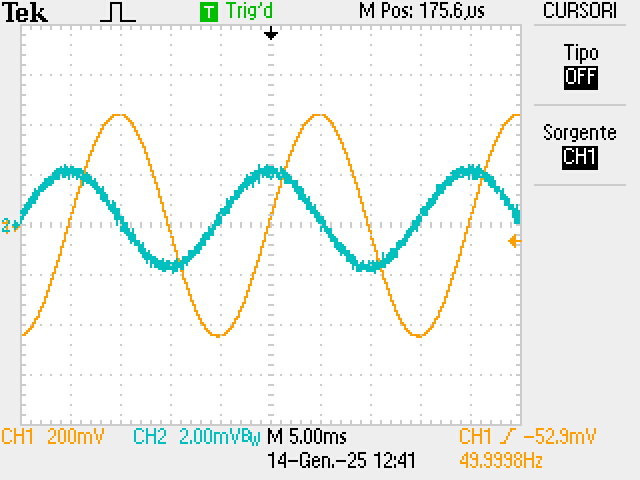 Tek T Trig'd M Pos: 175.6µs CURSORI
Tipo
OFF
Sorgente
CH1
2
CH1 200mV CH2 2.00mVBW M 5.00ms CH1 -52.9mV
14-Gen.-25 12:41 49.9998Hz